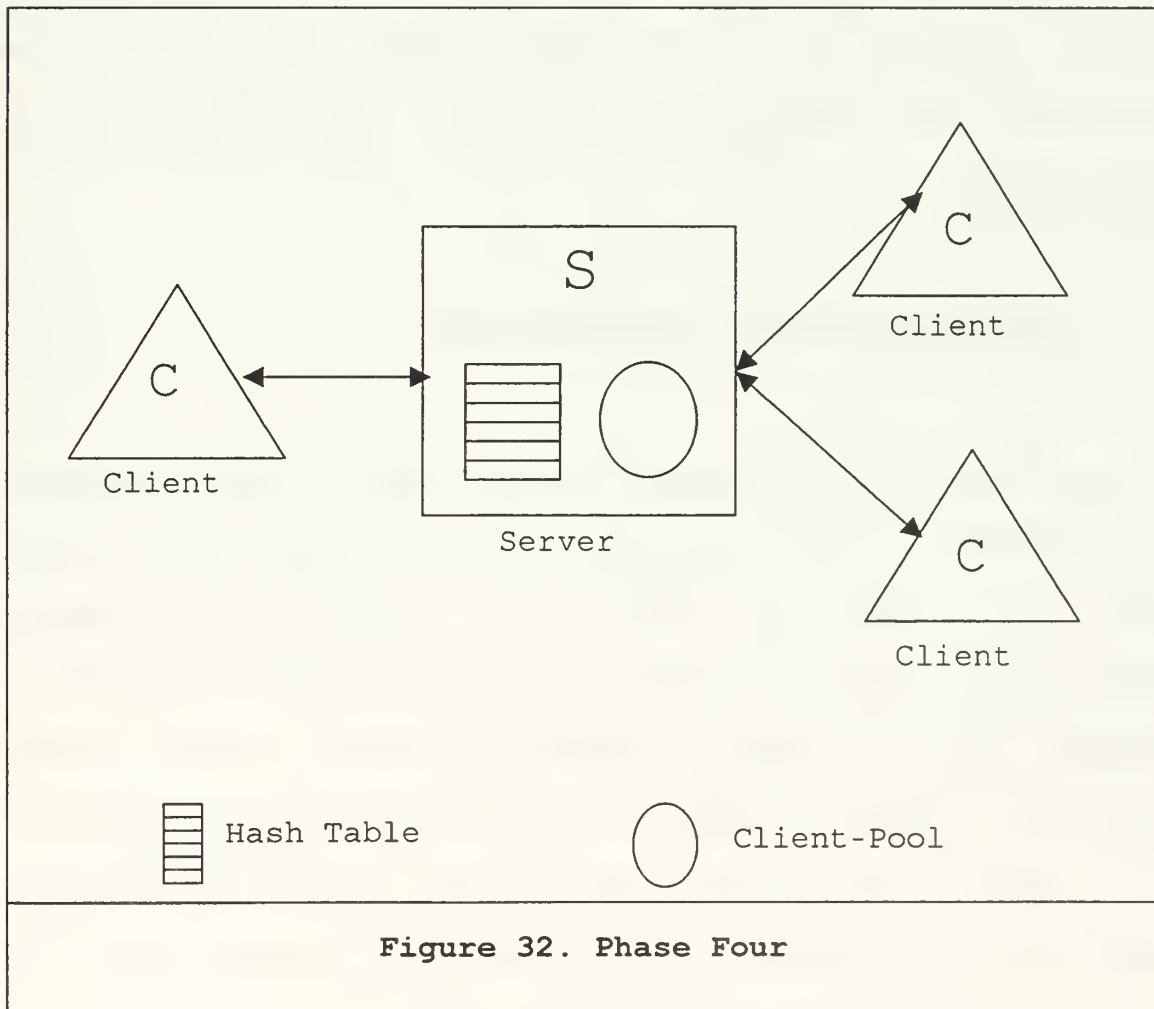 C
Client
S
Server
C
Client
C
Client
Hash Table
Client-Pool
Figure 32. Phase Four